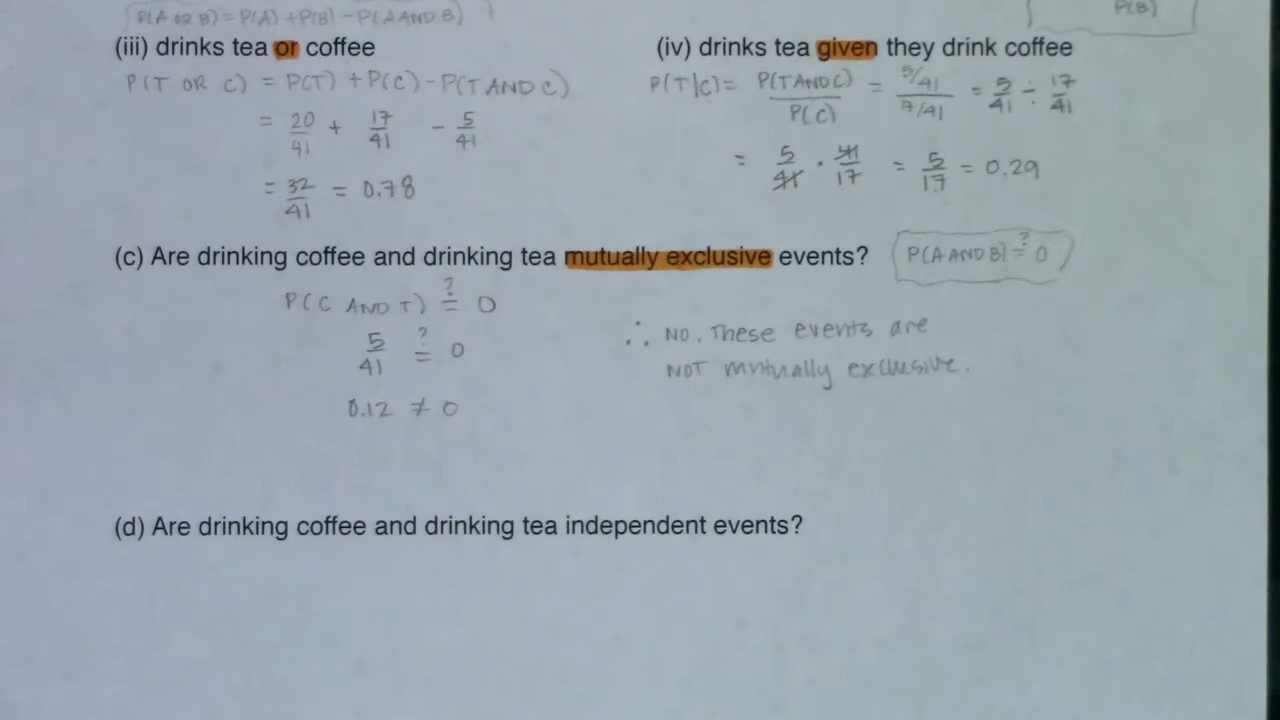 P(A OR B) = P(A) + P(B) - P(A AND B)
P(B)
(iii) drinks tea or coffee
P(T OR C) = P(T) + P(C) - P(T AND C)
= 20/41 + 17/41 - 5/41
= 32/41 = 0.78
(iv) drinks tea given they drink coffee
P(T|C) = P(T AND C)/P(C) = 5/41 / 17/41 = 5/41 ÷ 17/41
= 5/41 · 41/17 = 5/17 = 0.29
(c) Are drinking coffee and drinking tea mutually exclusive events?
P(A AND B) ≟ 0
P(C AND T) ≟ 0
5/41 ≟ 0
0.12 ≠ 0
∴ NO. These events are
NOT mutually exclusive.
(d) Are drinking coffee and drinking tea independent events?